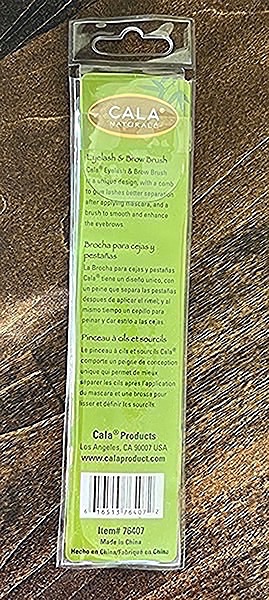 CALA®
NATURALE
Eyelash & Brow Brush
Cala® Eyelash & Brow Brush
is a unique design, with a comb
to give lashes better separation
after applying mascara, and a
brush to smooth and enhance
the eyebrows.
Brocha para cejas y
pestañas
La Brocha para cejas y pestañas
Cala® tiene un diseño unico, con
un peine que separa las pestañas
despues de aplicar el rimel; y al
mismo tiempo un cepillo para
peinar y dar estilo a las cejas.
Pinceau à cils et sourcils
Le pinceau à cils et sourcils Cala®
comporte un peigne de conception
unique qui permet de mieux
séparer les cils après l'application
du mascara et une brosse pour
lisser et définir les sourcils.
Cala® Products
Los Angeles, CA 90007 USA
www.calaproduct.com
6 16513 76407 2
Item# 76407
Made in China
Hecho en China/Fabriqué en China